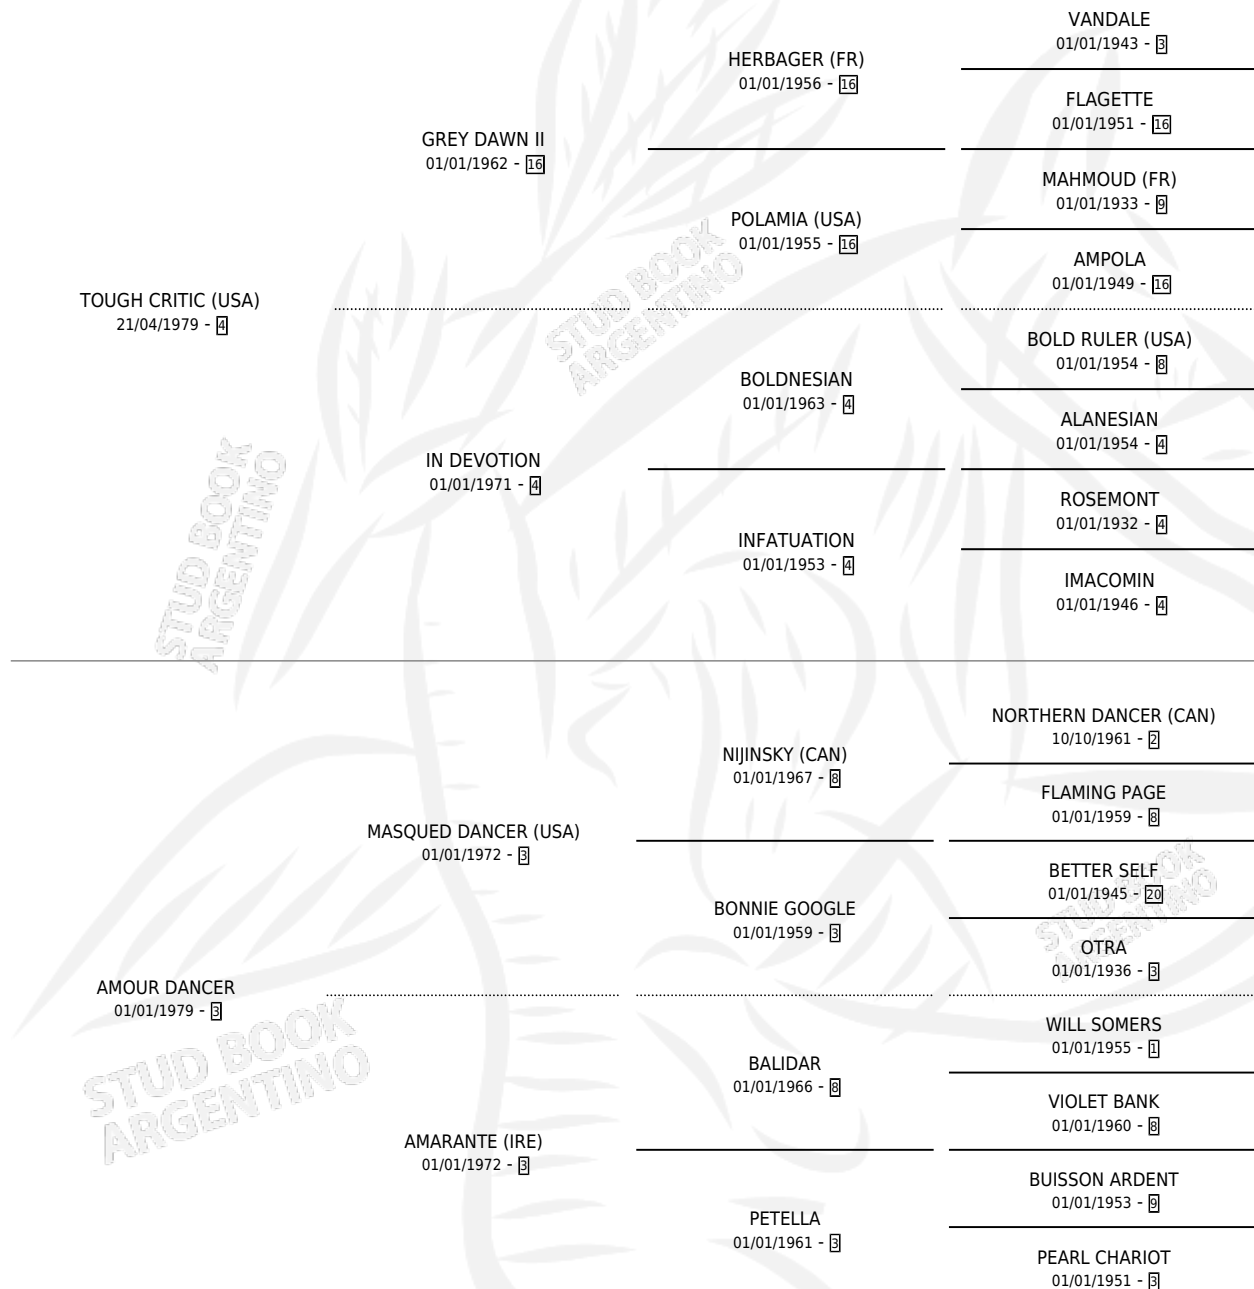 VANDALE
01/01/1943 - 3
HERBAGER (FR)
01/01/1956 - 16
FLAGETTE
01/01/1951 - 16
GREY DAWN II
01/01/1962 - 16
MAHMOUD (FR)
01/01/1933 - 9
POLAMIA (USA)
01/01/1955 - 16
AMPOLA
01/01/1949 - 16
TOUGH CRITIC (USA)
21/04/1979 - 4
STUD BOOK
ARGENTINO
BOLD RULER (USA)
01/01/1954 - 8
BOLDNESIAN
01/01/1963 - 4
ALANESIAN
01/01/1954 - 4
IN DEVOTION
01/01/1971 - 4
ROSEMONT
01/01/1932 - 4
INFATUATION
01/01/1953 - 4
IMACOMIN
01/01/1946 - 4
STUD BOOK
ARGENTINO
NORTHERN DANCER (CAN)
10/10/1961 - 2
NIJINSKY (CAN)
01/01/1967 - 8
FLAMING PAGE
01/01/1959 - 8
MASQUED DANCER (USA)
01/01/1972 - 3
BETTER SELF
01/01/1945 - 20
BONNIE GOOGLE
01/01/1959 - 3
STUD BOOK
ARGENTINO
OTRA
01/01/1936 - 3
AMOUR DANCER
01/01/1979 - 3
STUD BOOK
ARGENTINO
WILL SOMERS
01/01/1955 - 1
BALIDAR
01/01/1966 - 8
VIOLET BANK
01/01/1960 - 8
AMARANTE (IRE)
01/01/1972 - 3
BUISSON ARDENT
01/01/1953 - 9
PETELLA
01/01/1961 - 3
PEARL CHARIOT
01/01/1951 - 3